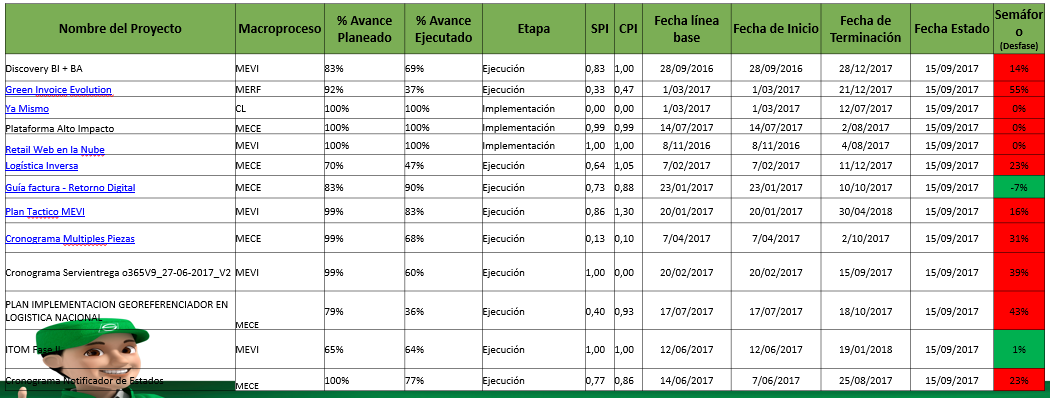 Nombre del Proyecto Macroproceso % Avance Planeado % Avance Ejecutado Etapa SPI CPI Fecha línea base Fecha de Inicio Fecha de Terminación Fecha Estado Semáforo (Desfase)
Discovery BI + BA MEVI 83% 69% Ejecución 0,83 1,00 28/09/2016 28/09/2016 28/12/2017 15/09/2017 14%
Green Invoice Evolution MERF 92% 37% Ejecución 0,33 0,47 1/03/2017 1/03/2017 21/12/2017 15/09/2017 55%
Ya Mismo CL 100% 100% Implementación 0,00 0,00 1/03/2017 1/03/2017 12/07/2017 15/09/2017 0%
Plataforma Alto Impacto MECE 100% 100% Implementación 0,99 0,99 14/07/2017 14/07/2017 2/08/2017 15/09/2017 0%
Retail Web en la Nube MEVI 100% 100% Implementación 1,00 1,00 8/11/2016 8/11/2016 4/08/2017 15/09/2017 0%
Logística Inversa MECE 70% 47% Ejecución 0,64 1,05 7/02/2017 7/02/2017 11/12/2017 15/09/2017 23%
Guía factura - Retorno Digital MECE 83% 90% Ejecución 0,73 0,88 23/01/2017 23/01/2017 10/10/2017 15/09/2017 -7%
Plan Tactico MEVI MEVI 99% 83% Ejecución 0,86 1,30 20/01/2017 20/01/2017 30/04/2018 15/09/2017 16%
Cronograma Multiples Piezas MECE 99% 68% Ejecución 0,13 0,10 7/04/2017 7/04/2017 2/10/2017 15/09/2017 31%
Cronograma Servientrega o365V9_27-06-2017_V2 MEVI 99% 60% Ejecución 1,00 0,00 20/02/2017 20/02/2017 15/09/2017 15/09/2017 39%
PLAN IMPLEMENTACION GEOREFERENCIADOR EN
LOGISTICA NACIONAL MECE 79% 36% Ejecución 0,40 0,93 17/07/2017 17/07/2017 18/10/2017 15/09/2017 43%
ITOM Fase II MEVI 65% 64% Ejecución 1,00 1,00 12/06/2017 12/06/2017 19/01/2018 15/09/2017 1%
Cronograma Notificador de Estados MECE 100% 77% Ejecución 0,77 0,86 14/06/2017 7/06/2017 25/08/2017 15/09/2017 23%